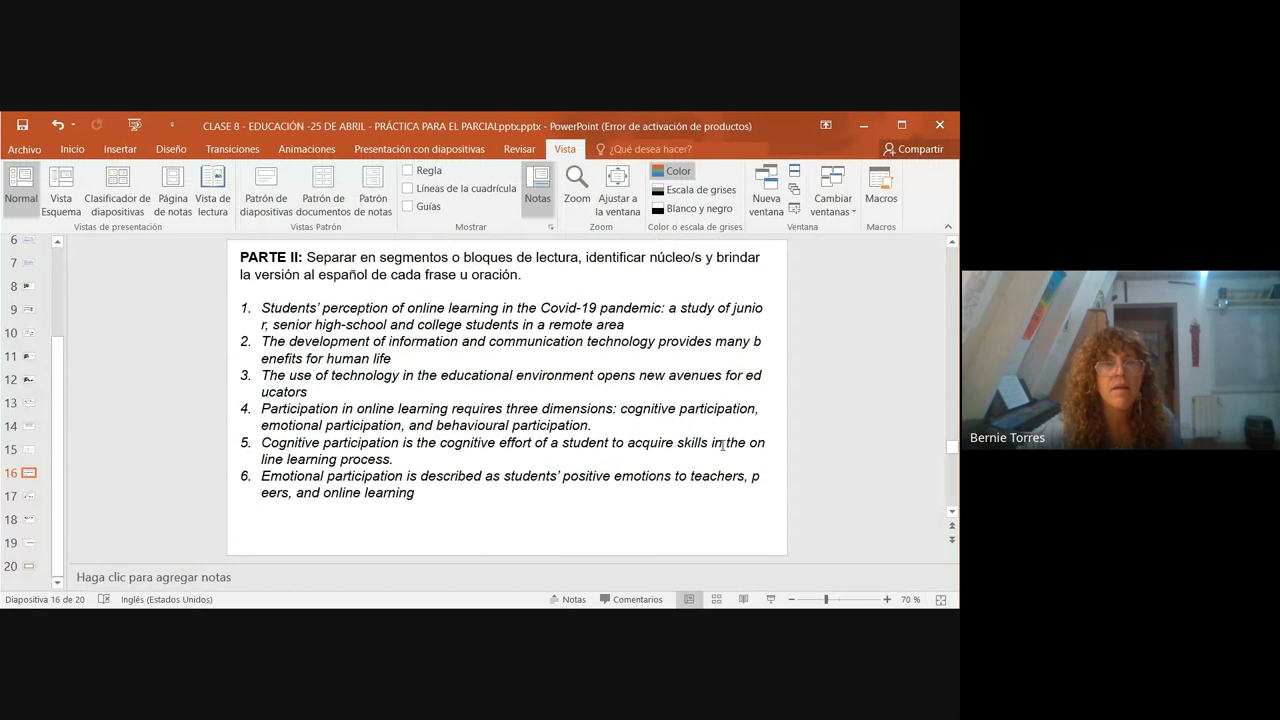 CLASE 8 - EDUCACIÓN -25 DE ABRIL - PRÁCTICA PARA EL PARCIALpptx.pptx - PowerPoint (Error de activación de productos)
Archivo Inicio Insertar Diseño Transiciones Animaciones Presentación con diapositivas Revisar Vista ¿Qué desea hacer? Compartir
Normal
Vista Esquema
Clasificador de diapositivas
Página de notas
Vista de lectura
Vistas de presentación
Patrón de diapositivas
Patrón de documentos
Patrón de notas
Vistas Patrón
Regla
Líneas de la cuadrícula
Guías
Mostrar
Notas
Zoom
Ajustar a la ventana
Zoom
Color
Escala de grises
Blanco y negro
Color o escala de grises
Nueva ventana
Cambiar ventanas
Ventana
Macros
Macros
6
7
8
9
10
11
12
13
14
15
16
17
18
19
20
PARTE II: Separar en segmentos o bloques de lectura, identificar núcleo/s y brindar
la versión al español de cada frase u oración.
1. Students’ perception of online learning in the Covid-19 pandemic: a study of junio
r, senior high-school and college students in a remote area
2. The development of information and communication technology provides many b
enefits for human life
3. The use of technology in the educational environment opens new avenues for ed
ucators
4. Participation in online learning requires three dimensions: cognitive participation,
emotional participation, and behavioural participation.
5. Cognitive participation is the cognitive effort of a student to acquire skills in the on
line learning process.
6. Emotional participation is described as students’ positive emotions to teachers, p
eers, and online learning
Haga clic para agregar notas
Diapositiva 16 de 20 Inglés (Estados Unidos) Notas Comentarios 70 %
Bernie Torres